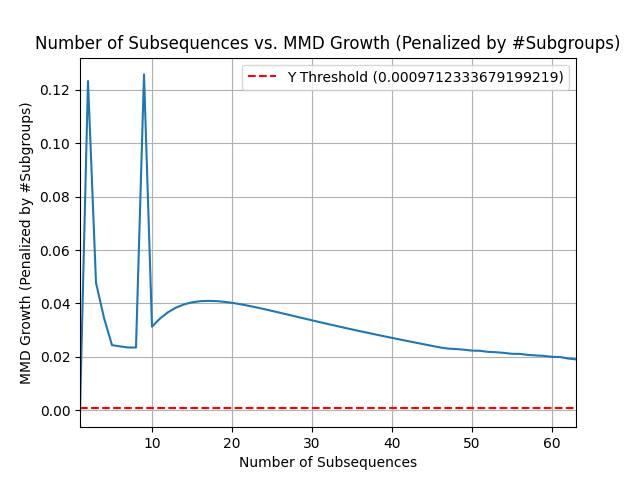 Number of Subsequences vs. MMD Growth (Penalized by #Subgroups)
Y Threshold (0.0009712333679199219)
MMD Growth (Penalized by #Subgroups)
0.12
0.10
0.08
0.06
0.04
0.02
0.00
10 20 30 40 50 60
Number of Subsequences